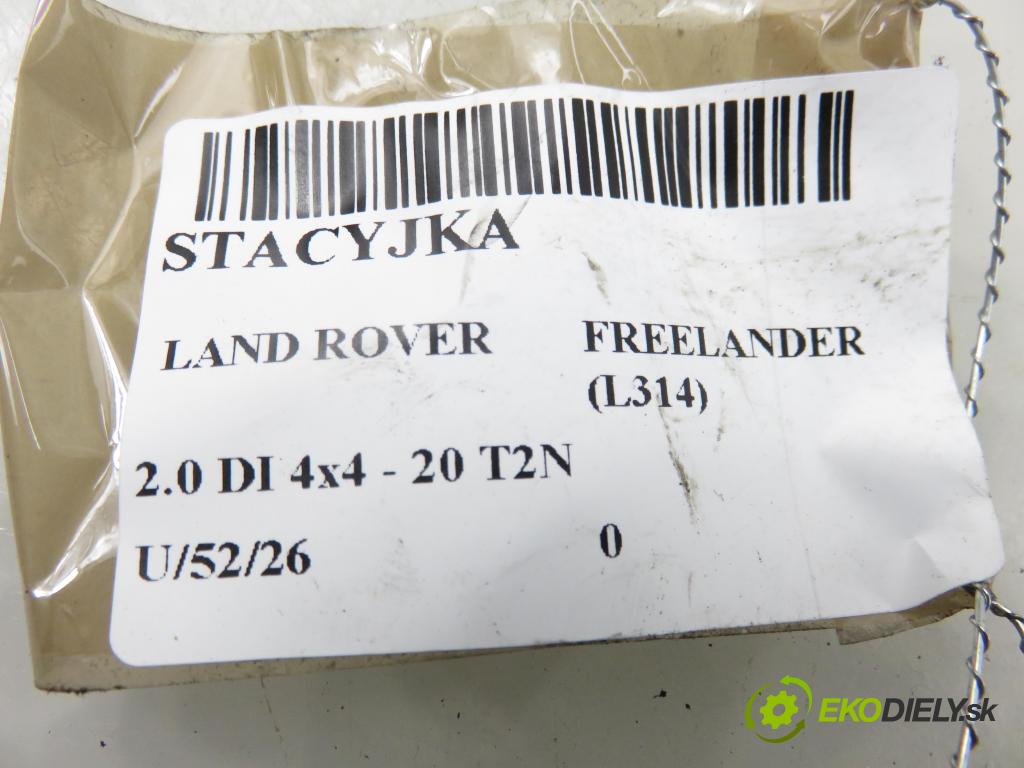 STACYJKA
LAND ROVER FREELANDER
(L314)
2.0 DI 4x4 - 20 T2N
U/52/26 0
EKODIELY.sk